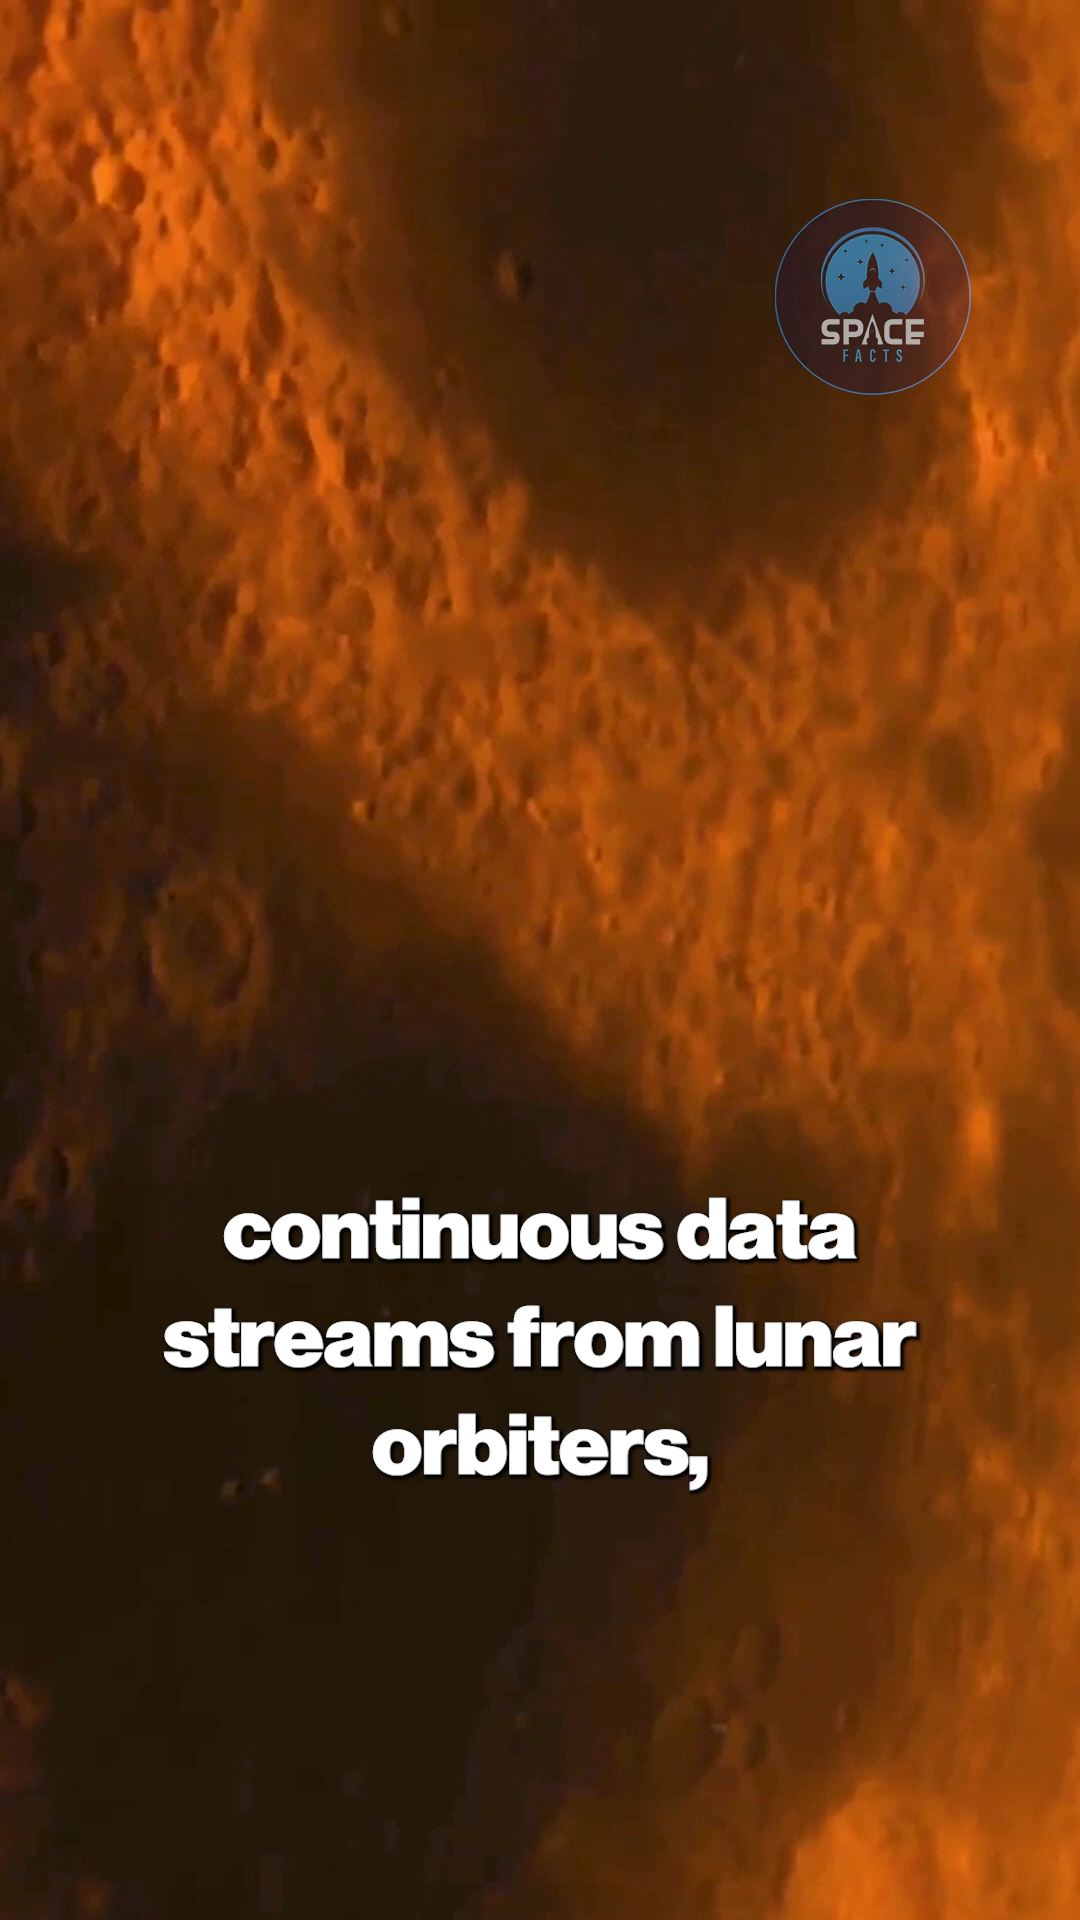 SPACE
FACTS
continuous data
streams from lunar
orbiters,